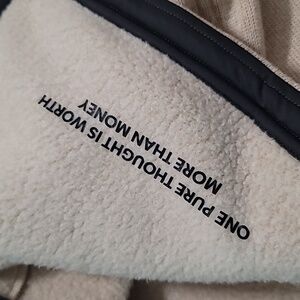 ONE PURE THOUGHT IS WORTH
MORE THAN MONEY